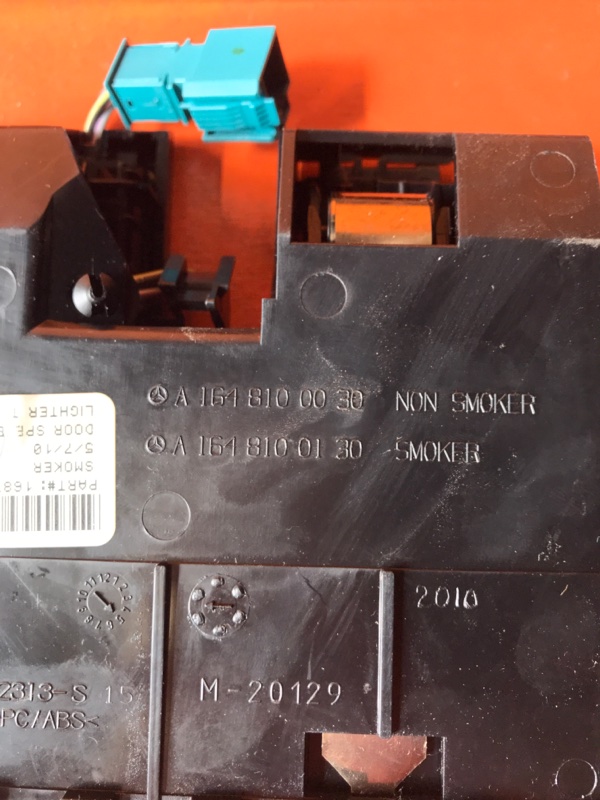 A 164 810 00 30 NON SMOKER
A 164 810 01 30 SMOKER
LIGHTER
DOOR SPE
5/7/10
SMOKER
PART#: 168
2010
2313-S 15
M-20129
PC/ABS<